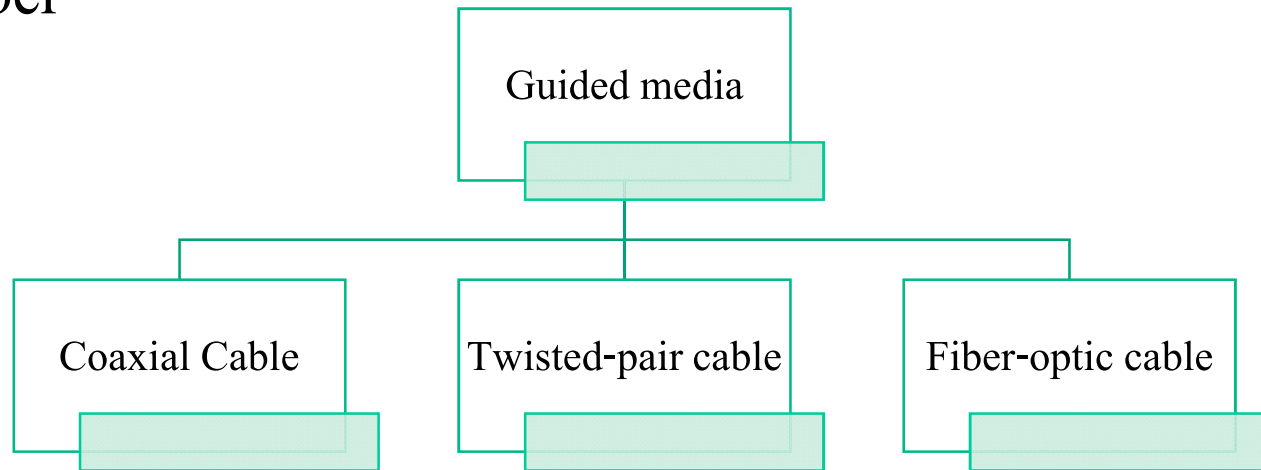 Guided media
Coaxial Cable
Twisted-pair cable
Fiber-optic cable